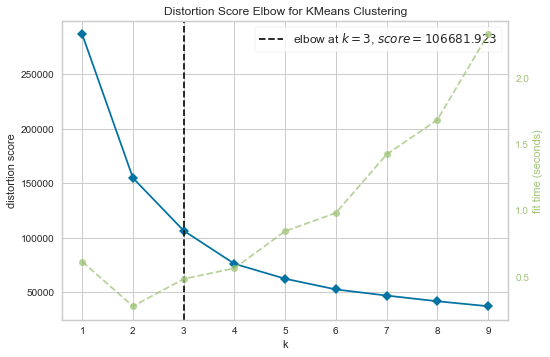 Distortion Score Elbow for KMeans Clustering
elbow at k = 3, score = 106681.923
distortion score
250000
200000
150000
100000
50000
fit time (seconds)
2.0
1.5
1.0
0.5
1 2 3 4 5 6 7 8 9
k